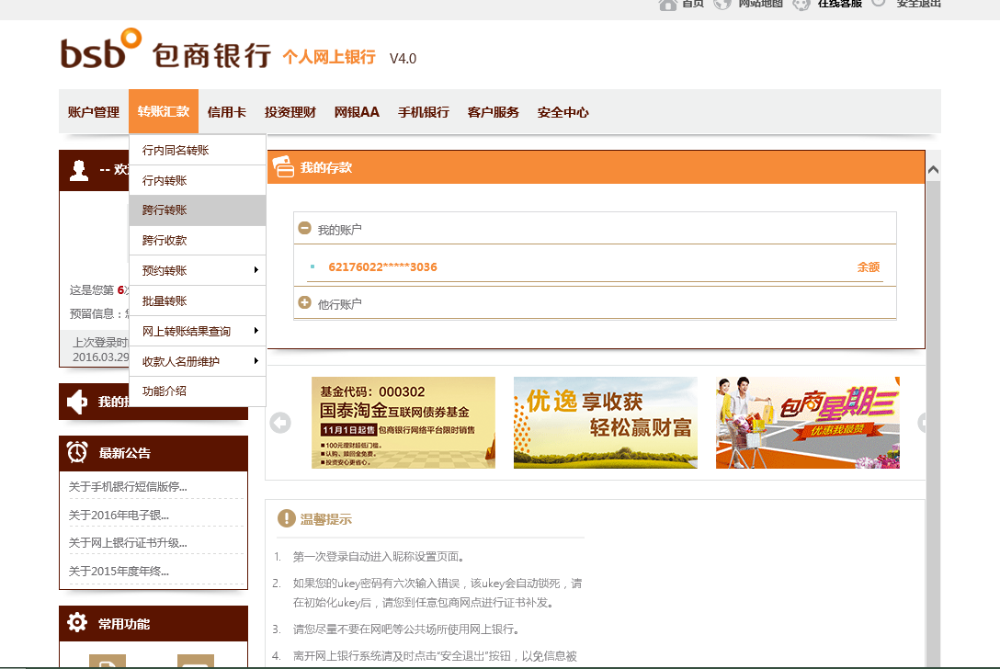 首页 网站地图 在线客服 安全退出
bsb 包商银行 个人网上银行 V4.0
账户管理 转账汇款 信用卡 投资理财 网银AA 手机银行 客户服务 安全中心
行内同名转账
行内转账
跨行转账
跨行收款
预约转账
批量转账
网上转账结果查询
收款人名册维护
功能介绍
-- 欢
这是您第 6
预留信息：
上次登录时
2016.03.29
我的
最新公告
关于手机银行短信版停...
关于2016年电子银...
关于网上银行证书升级...
关于2015年度年终...
常用功能
我的存款
我的账户
62176022*****3036 余额
他行账户
基金代码：000302
国泰淘金互联网债券基金
11月1日起售 包商银行网络平台限时销售
■100元理财超低门槛。
■认购、赎回全免费。
■投资安心更省心。
优逸享收获
轻松赢财富
包商星期三
优惠我最赞
温馨提示
1. 第一次登录自动进入昵称设置页面。
2. 如果您的ukey密码有六次输入错误，该ukey会自动锁死，请
在初始化ukey后，请您到任意包商网点进行证书补发。
3. 请您尽量不要在网吧等公共场所使用网上银行。
4. 离开网上银行系统请及时点击“安全退出”按钮，以免信息被